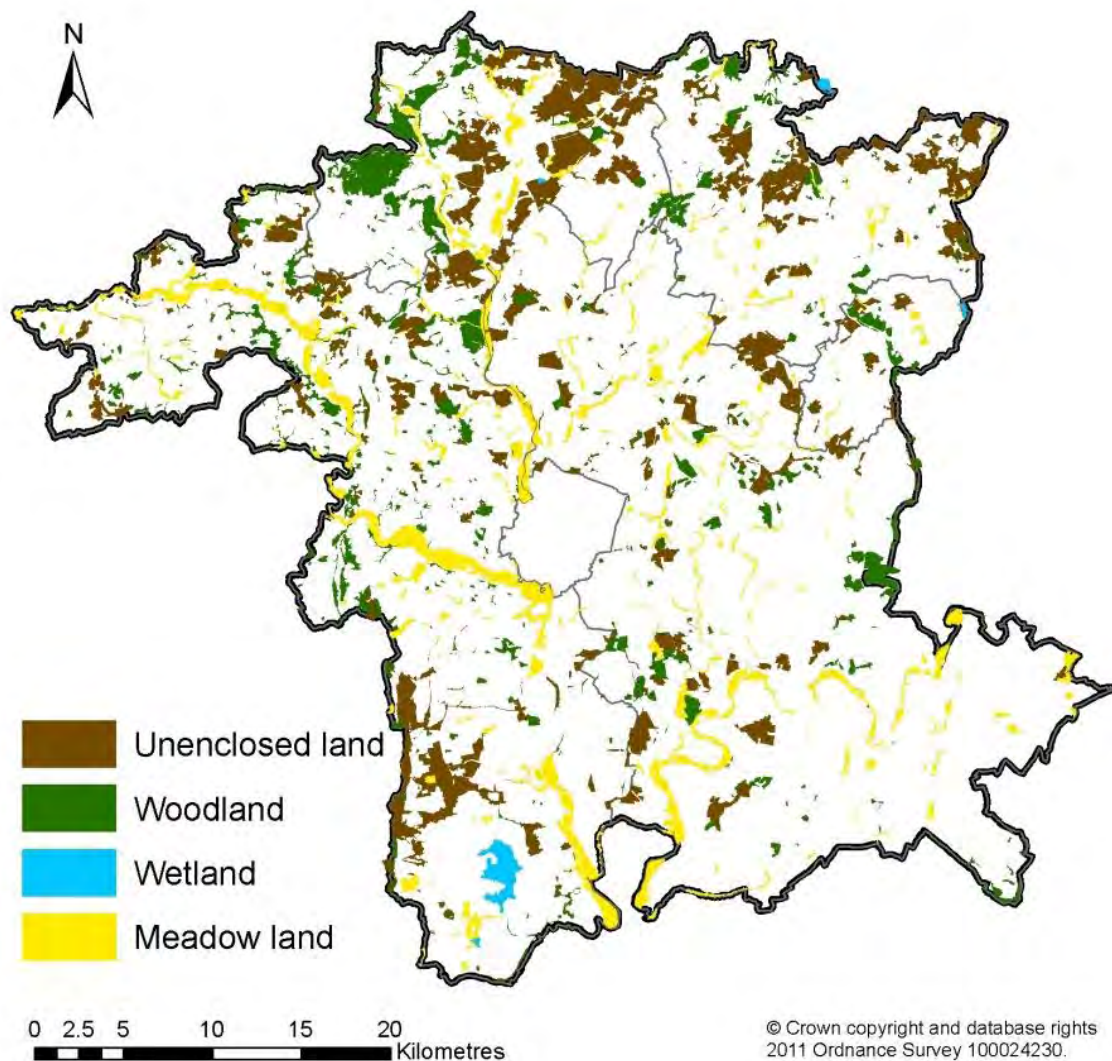 N
Unenclosed land
Woodland
Wetland
Meadow land
0 2.5 5 10 15 20
Kilometres
© Crown copyright and database rights
2011 Ordnance Survey 100024230.